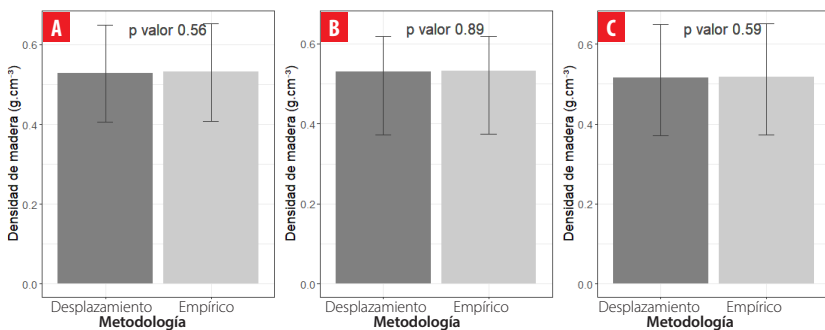 A
p valor 0.56
Densidad de madera (g.cm⁻³)
0.6
0.4
0.2
0.0
Desplazamiento Empírico
Metodología
B
p valor 0.89
Densidad de madera (g.cm⁻³)
0.6
0.4
0.2
0.0
Desplazamiento Empírico
Metodología
C
p valor 0.59
Densidad de madera (g.cm⁻³)
0.6
0.4
0.2
0.0
Desplazamiento Empírico
Metodología